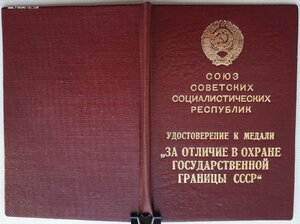 СОЮЗ
СОВЕТСКИХ
СОЦИАЛИСТИЧЕСКИХ
РЕСПУБЛИК
УДОСТОВЕРЕНИЕ К МЕДАЛИ
„ЗА ОТЛИЧИЕ В ОХРАНЕ
ГОСУДАРСТВЕННОЙ
ГРАНИЦЫ СССР“